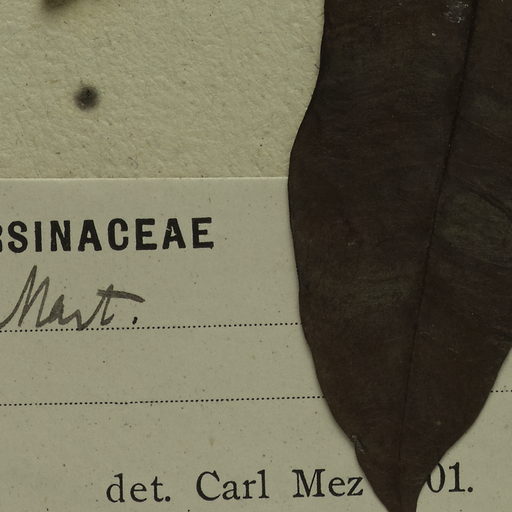 RSINACEAE
Mart.
det. Carl Mez 01.